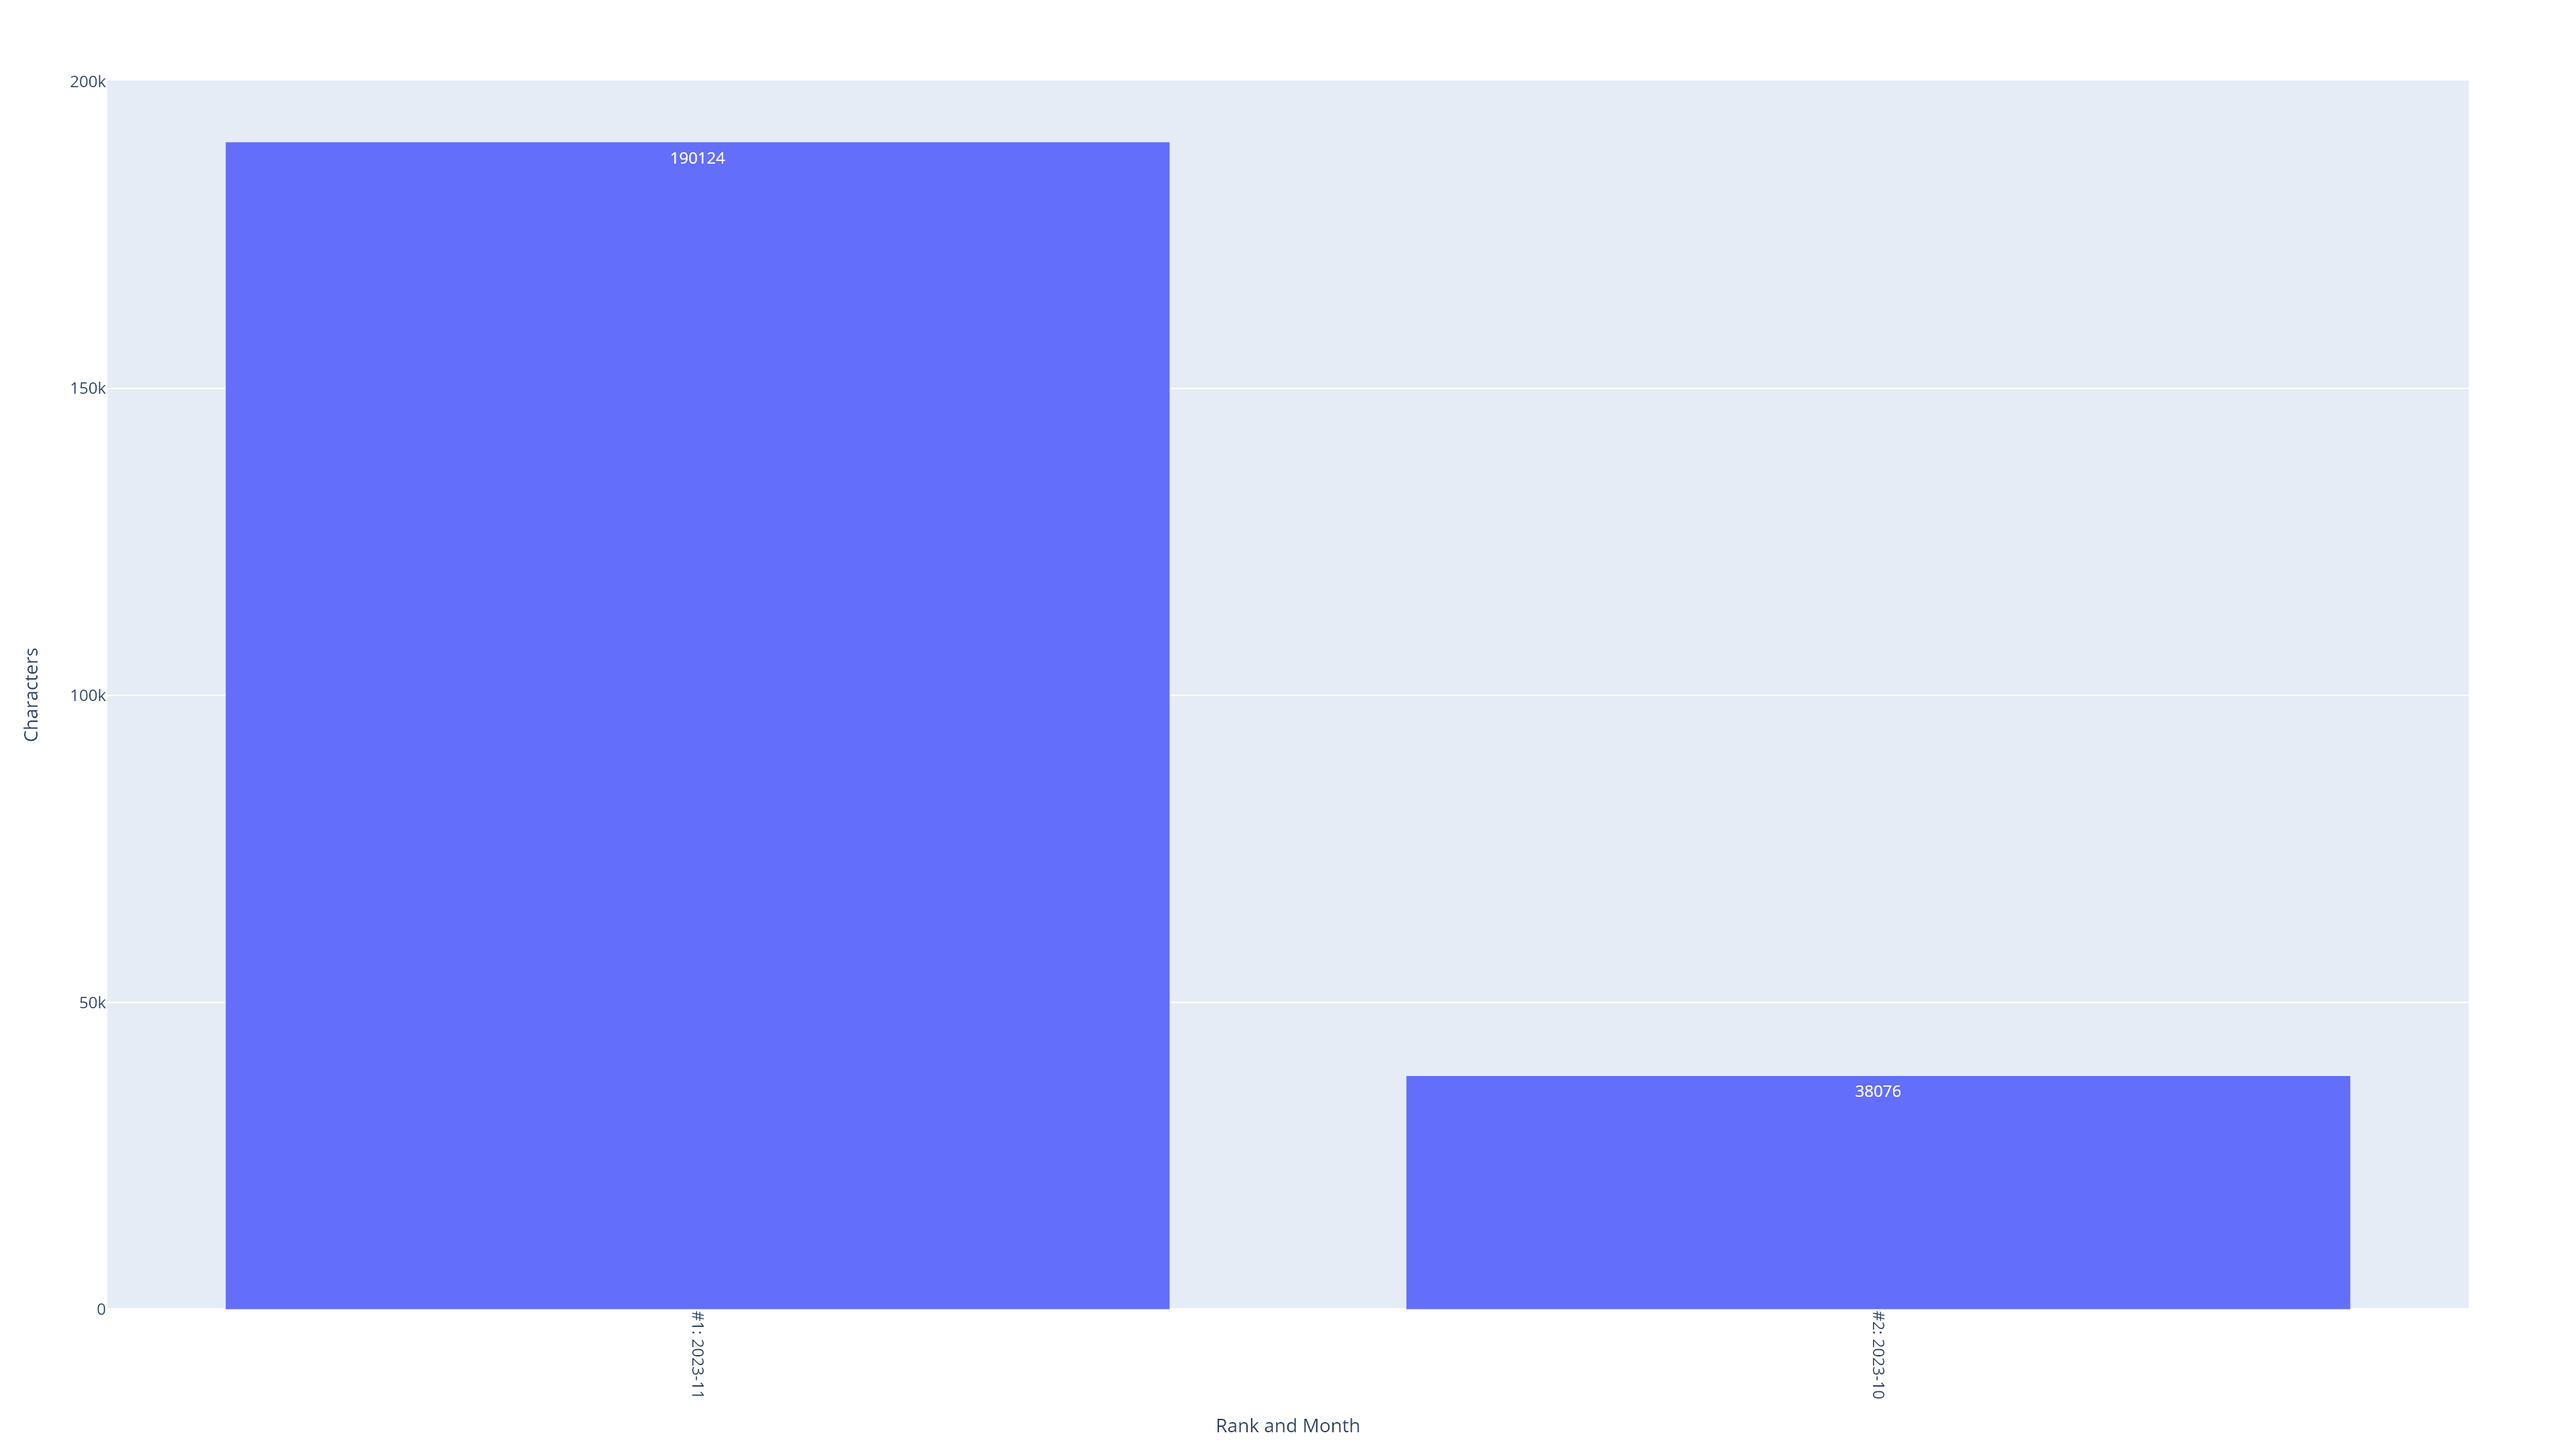 200k
150k
100k
50k
0
Characters
190124
38076
#1: 2023-11
#2: 2023-10
Rank and Month